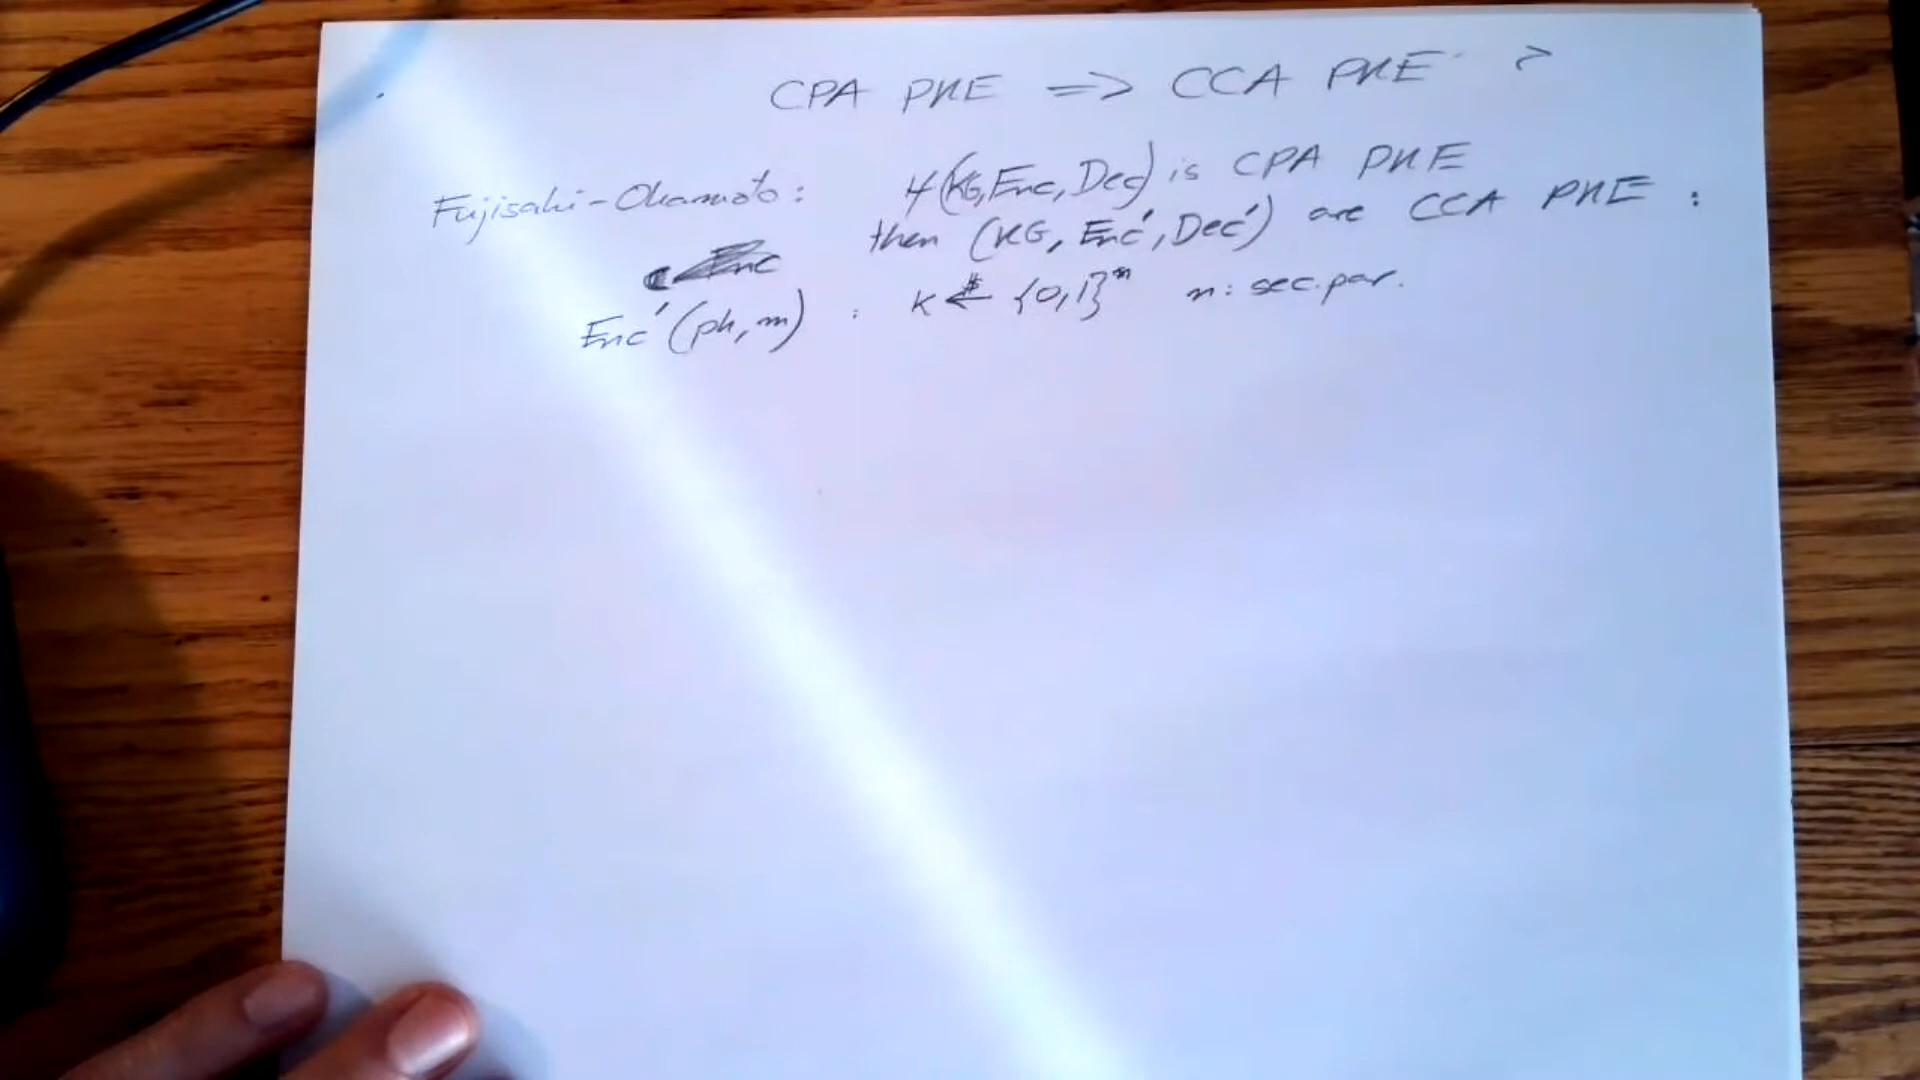 CPA PKE => CCA PKE ?
Fujisaki-Okamoto: If (KG, Enc, Dec) is CPA PKE
then (KG, Enc', Dec') are CCA PKE :
Enc
Enc'(pk, m) : K <-$ {0,1}^n n: sec.par.